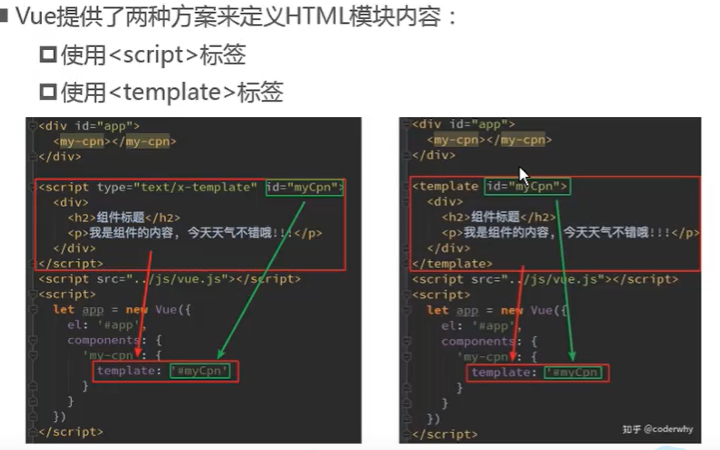 Vue提供了两种方案来定义HTML模块内容：
使用<script>标签
使用<template>标签
<div id="app">
<my-cpn></my-cpn>
</div>
<script type="text/x-template" id="myCpn">
<div>
<h2>组件标题</h2>
<p>我是组件的内容，今天天气不错哦!!!</p>
</div>
</script>
<script src="../js/vue.js"></script>
<script>
let app = new Vue({
el: '#app',
components: {
'my-cpn': {
template: '#myCpn'
}
}
})
</script>
<div id="app">
<my-cpn></my-cpn>
</div>
<template id="myCpn">
<div>
<h2>组件标题</h2>
<p>我是组件的内容，今天天气不错哦!!!</p>
</div>
</template>
<script src="../js/vue.js"></script>
<script>
let app = new Vue({
el: '#app',
components: {
'my-cpn': {
template: '#myCpn'
}
}
})
</script>
知乎 @coderwhy